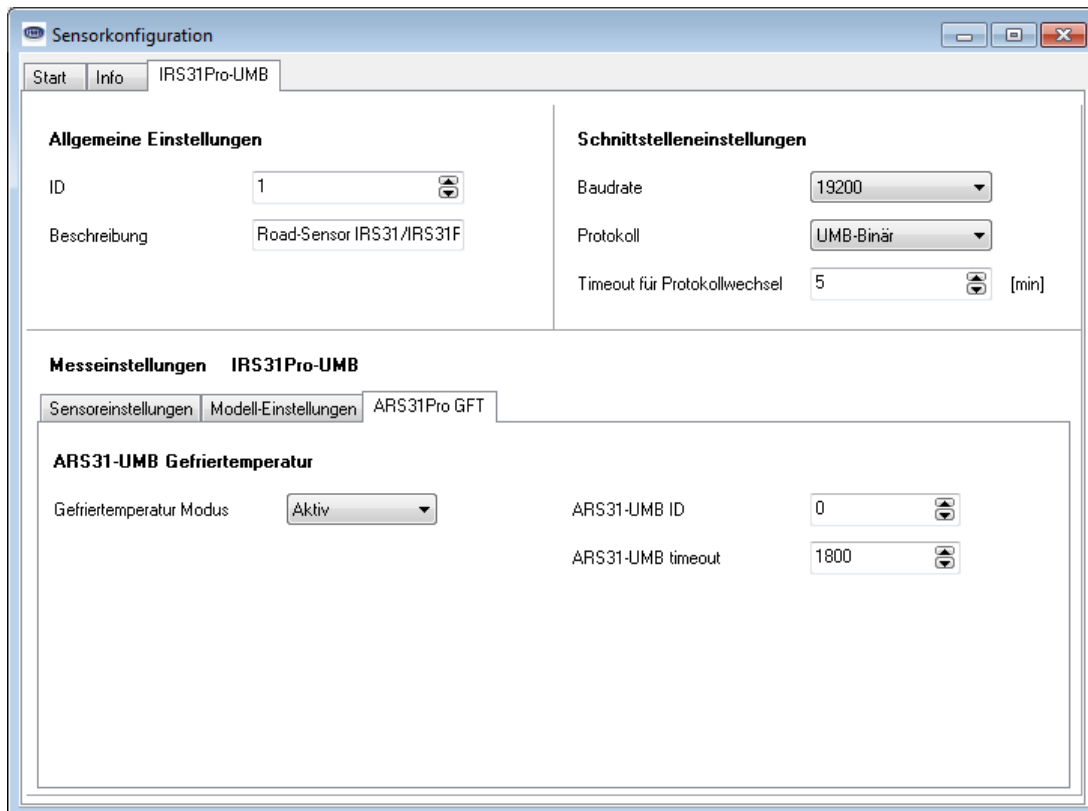 Sensorkonfiguration
Start Info IRS31Pro-UMB
Allgemeine Einstellungen
ID 1
Beschreibung Road-Sensor IRS31/IRS31F
Schnittstelleneinstellungen
Baudrate 19200
Protokoll UMB-Binär
Timeout für Protokollwechsel 5 [min]
Messeinstellungen IRS31Pro-UMB
Sensoreinstellungen Modell-Einstellungen ARS31Pro GFT
ARS31-UMB Gefriertemperatur
Gefriertemperatur Modus Aktiv
ARS31-UMB ID 0
ARS31-UMB timeout 1800